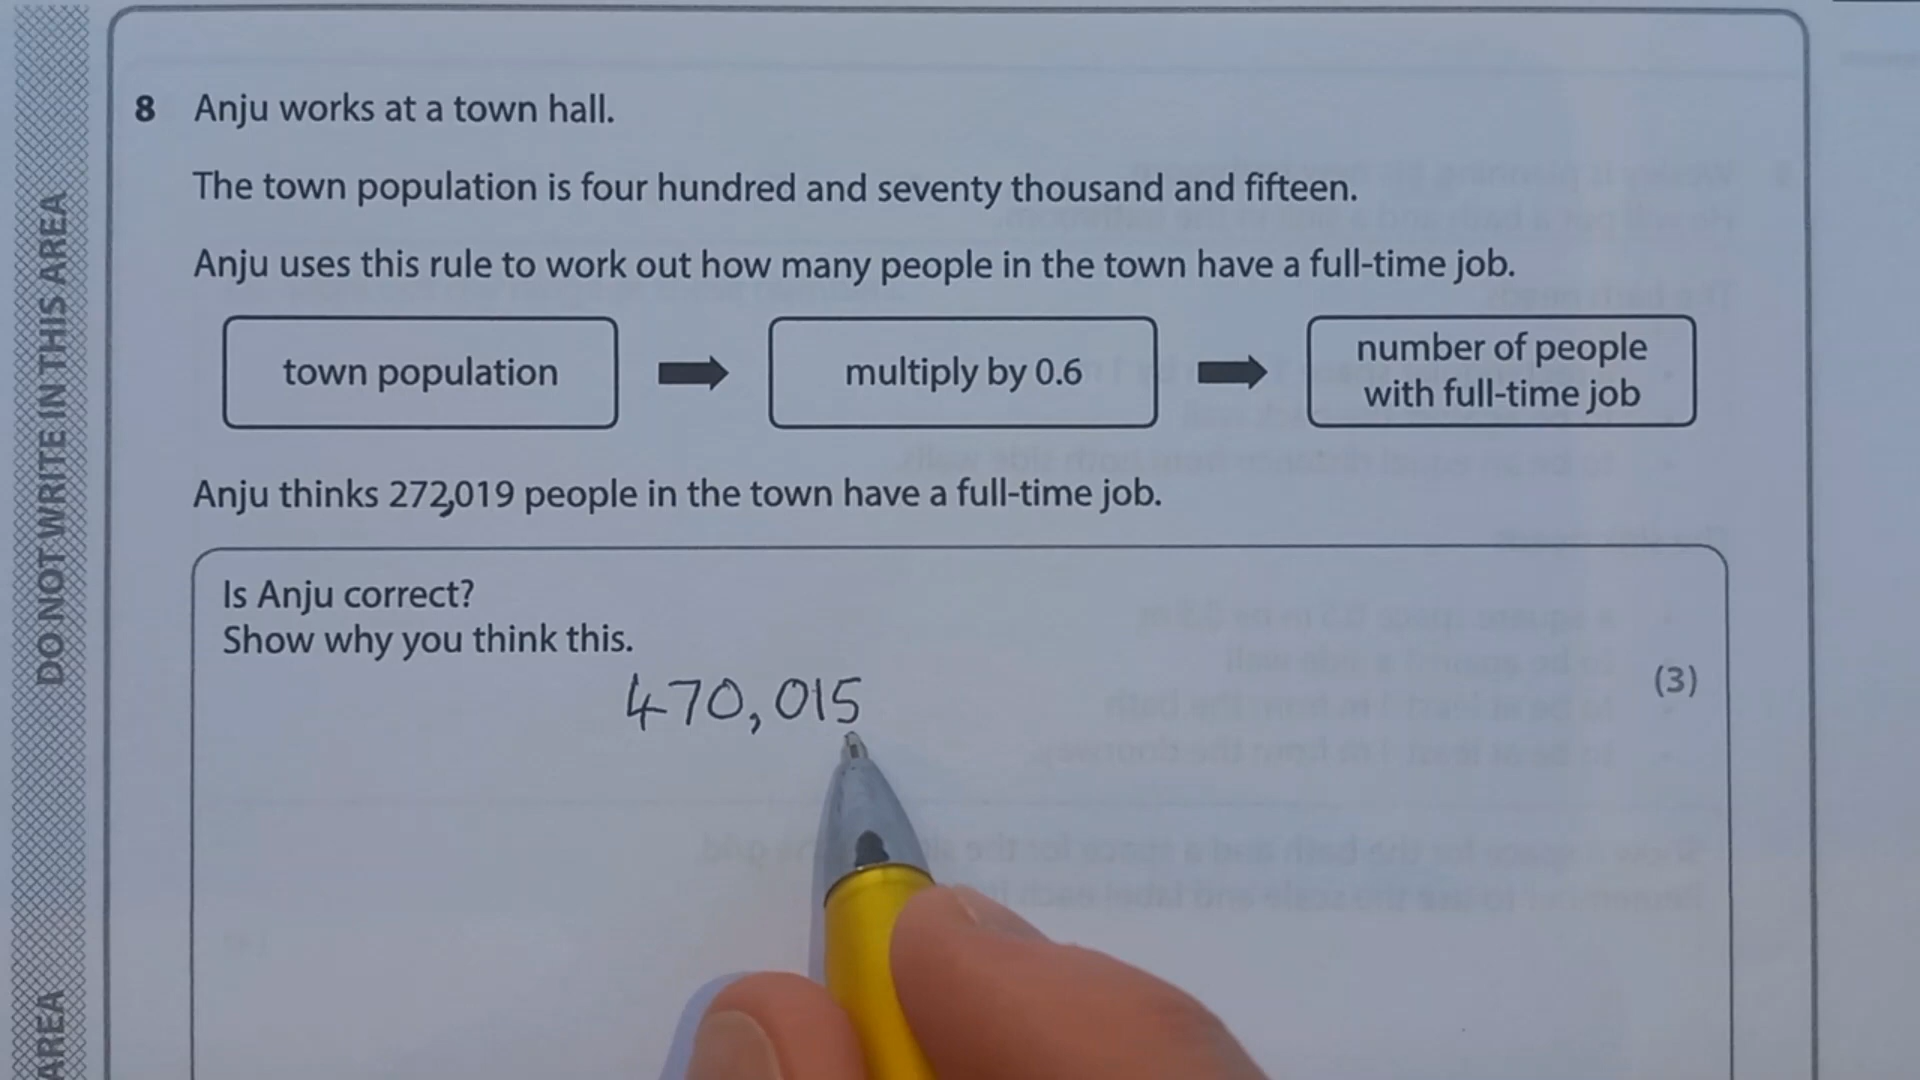 DO NOT WRITE IN THIS AREA
AREA
8 Anju works at a town hall.
The town population is four hundred and seventy thousand and fifteen.
Anju uses this rule to work out how many people in the town have a full-time job.
town population
multiply by 0.6
number of people
with full-time job
Anju thinks 272,019 people in the town have a full-time job.
Is Anju correct?
Show why you think this.
(3)
470,015